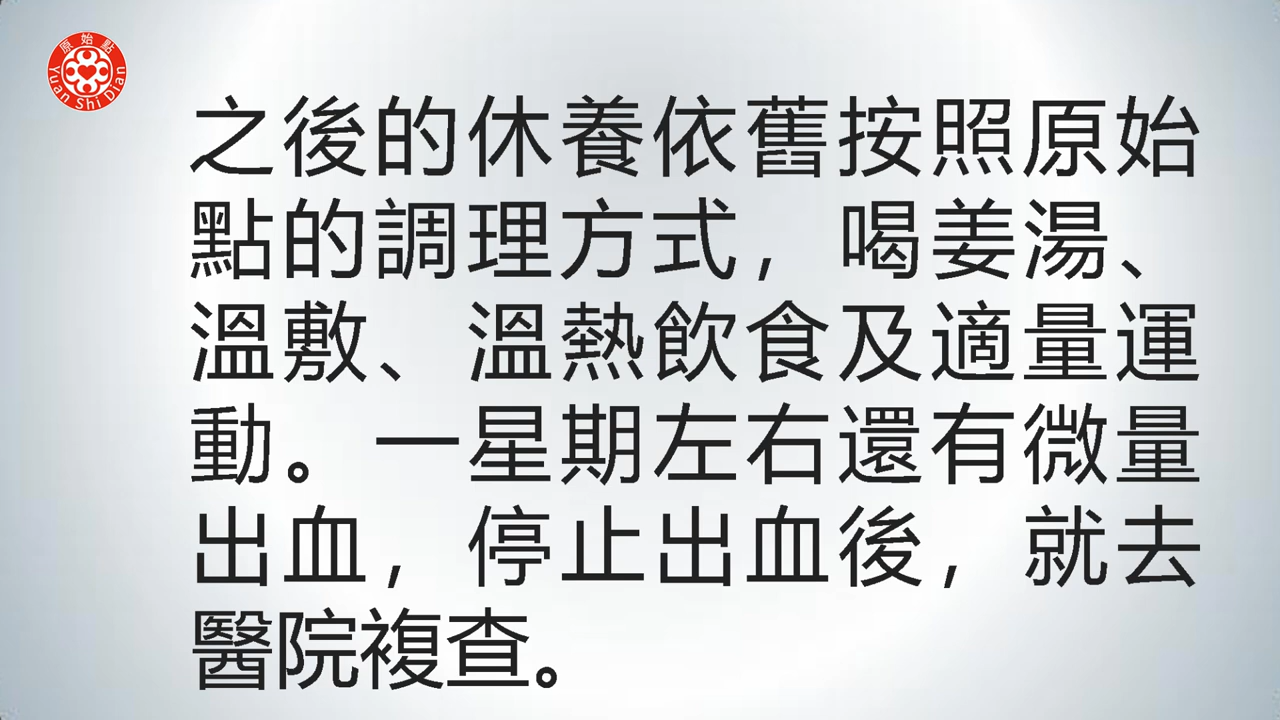 原始點
Yuan Shi Dian
之後的休養依舊按照原始
點的調理方式，喝姜湯、
溫敷、溫熱飲食及適量運
動。一星期左右還有微量
出血，停止出血後，就去
醫院複查。